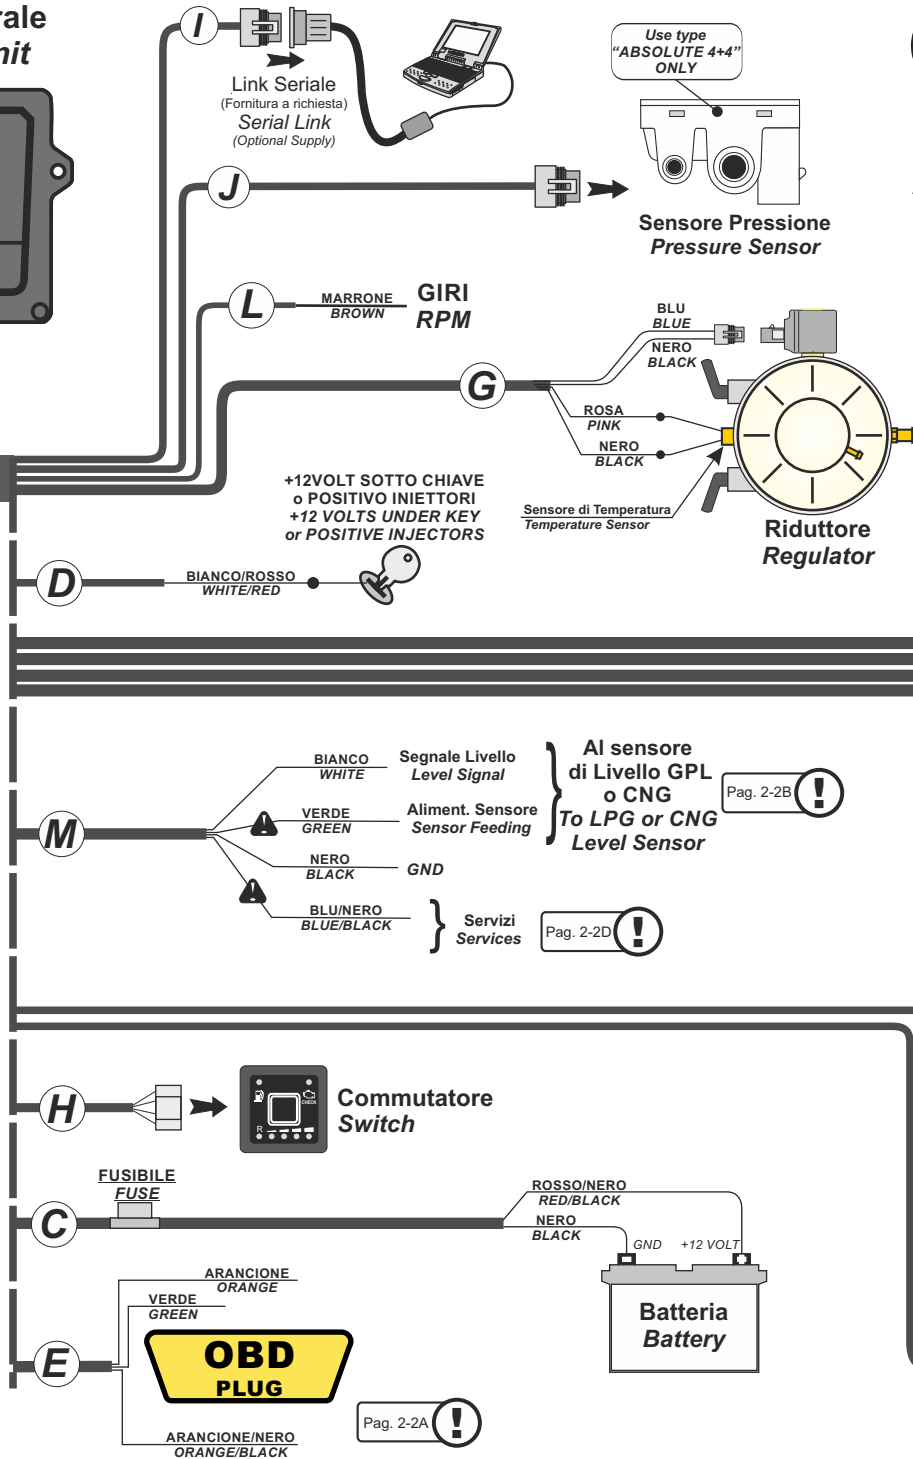 rale
nit
I
Link Seriale
(Fornitura a richiesta)
Serial Link
(Optional Supply)
Use type
“ABSOLUTE 4+4”
ONLY
J
Sensore Pressione
Pressure Sensor
L
MARRONE
BROWN
GIRI
RPM
BLU
BLUE
NERO
BLACK
G
ROSA
PINK
NERO
BLACK
Sensore di Temperatura
Temperature Sensor
Riduttore
Regulator
+12VOLT SOTTO CHIAVE
o POSITIVO INIETTORI
+12 VOLTS UNDER KEY
or POSITIVE INJECTORS
D
BIANCO/ROSSO
WHITE/RED
M
BIANCO
WHITE
Segnale Livello
Level Signal
VERDE
GREEN
Aliment. Sensore
Sensor Feeding
NERO
BLACK
GND
BLU/NERO
BLUE/BLACK
Servizi
Services
Al sensore
di Livello GPL
o CNG
To LPG or CNG
Level Sensor
Pag. 2-2B
!
Pag. 2-2D
!
H
CHECK
R
Commutatore
Switch
FUSIBILE
FUSE
C
ROSSO/NERO
RED/BLACK
NERO
BLACK
GND
+12 VOLT
Batteria
Battery
E
ARANCIONE
ORANGE
VERDE
GREEN
OBD
PLUG
ARANCIONE/NERO
ORANGE/BLACK
Pag. 2-2A
!